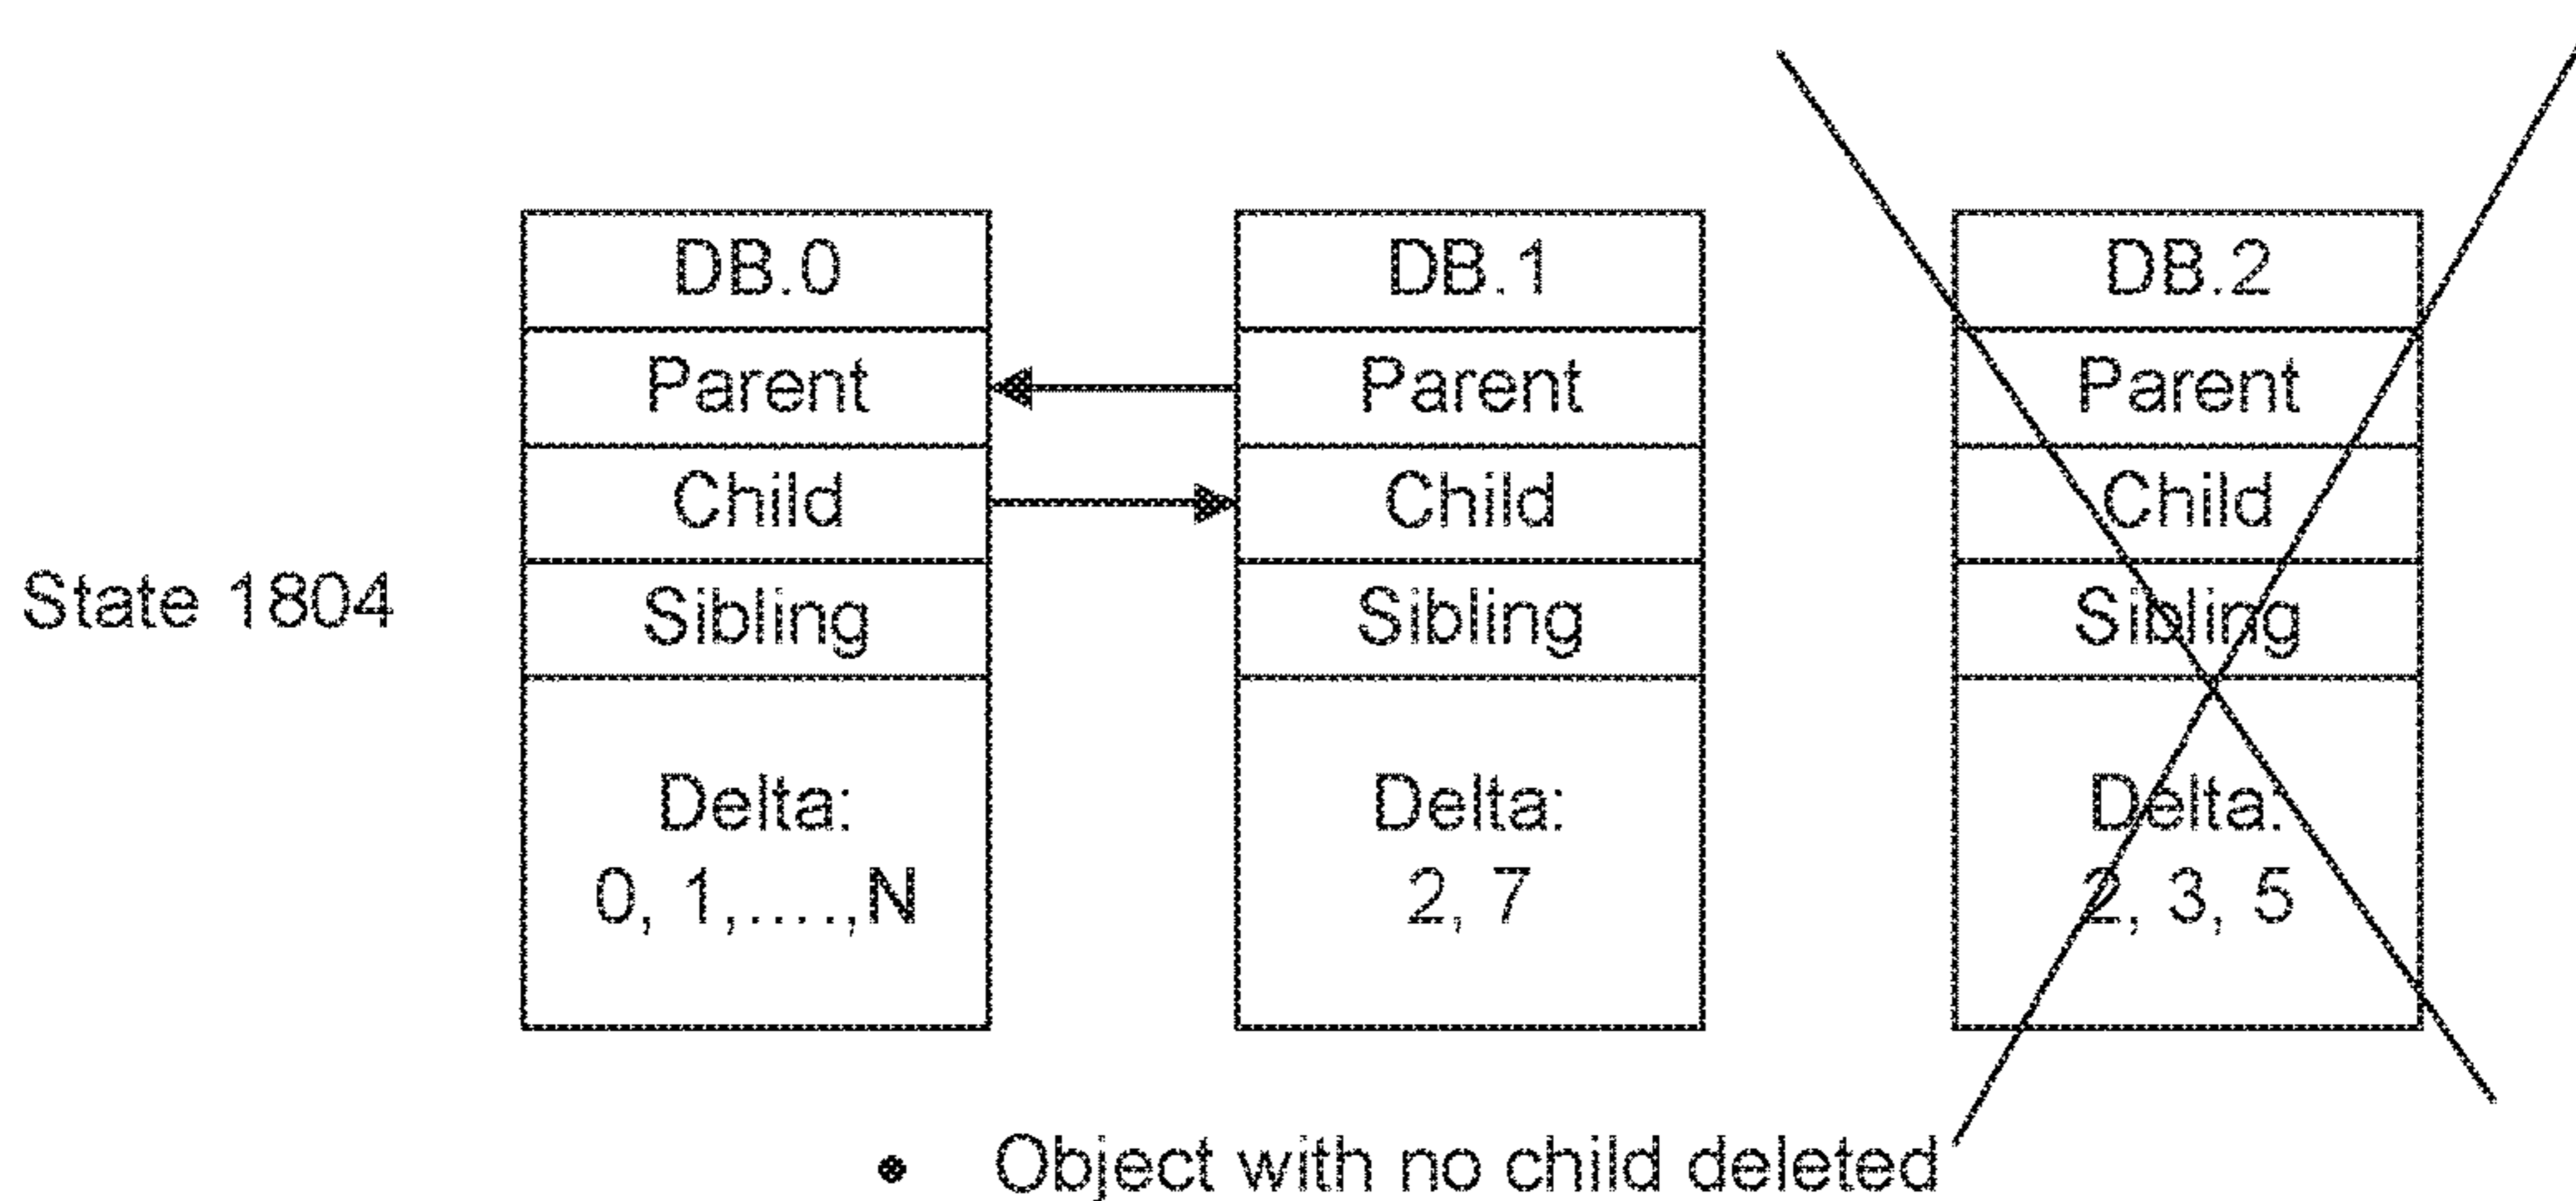 DB.0
Parent
Child
Sibling
Delta:
0, 1,....,N
DB.1
Parent
Child
Sibling
Delta:
2, 7
DB.2
Parent
Child
Sibling
Delta:
2, 3, 5
State 1804
• Object with no child deleted